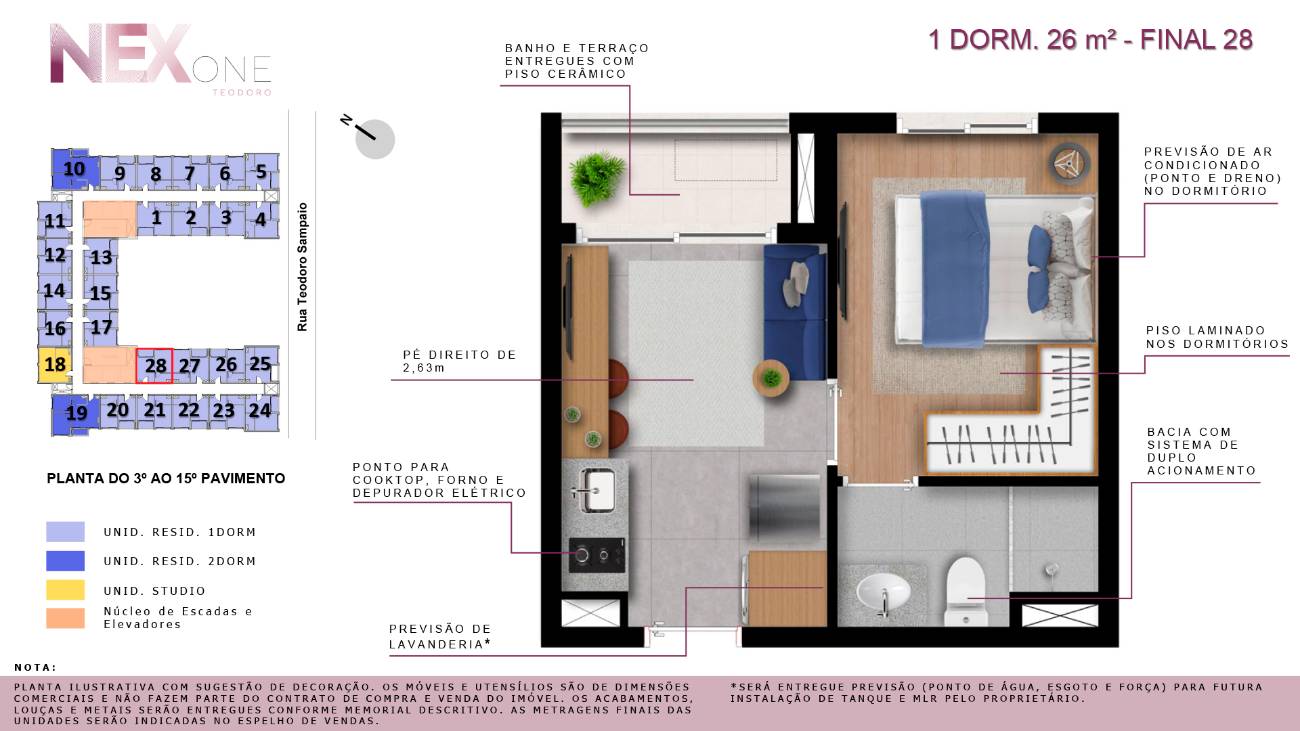 NEXONE
TEODORO
1 DORM. 26 m² - FINAL 28
BANHO E TERRAÇO
ENTREGUES COM
PISO CERÂMICO
N
10 9 8 7 6 5
11 1 2 3 4
12 13
14 15
16 17
18 28 27 26 25
19 20 21 22 23 24
Rua Teodoro Sampaio
PLANTA DO 3º AO 15º PAVIMENTO
UNID. RESID. 1DORM
UNID. RESID. 2DORM
UNID. STUDIO
Núcleo de Escadas e
Elevadores
PÉ DIREITO DE
2,63m
PONTO PARA
COOKTOP, FORNO E
DEPURADOR ELÉTRICO
PREVISÃO DE
LAVANDERIA*
PREVISÃO DE AR
CONDICIONADO
(PONTO E DRENO)
NO DORMITÓRIO
PISO LAMINADO
NOS DORMITÓRIOS
BACIA COM
SISTEMA DE
DUPLO
ACIONAMENTO
NOTA:
PLANTA ILUSTRATIVA COM SUGESTÃO DE DECORAÇÃO. OS MÓVEIS E UTENSÍLIOS SÃO DE DIMENSÕES
COMERCIAIS E NÃO FAZEM PARTE DO CONTRATO DE COMPRA E VENDA DO IMÓVEL. OS ACABAMENTOS,
LOUÇAS E METAIS SERÃO ENTREGUES CONFORME MEMORIAL DESCRITIVO. AS METRAGENS FINAIS DAS
UNIDADES SERÃO INDICADAS NO ESPELHO DE VENDAS.
*SERÁ ENTREGUE PREVISÃO (PONTO DE ÁGUA, ESGOTO E FORÇA) PARA FUTURA
INSTALAÇÃO DE TANQUE E MLR PELO PROPRIETÁRIO.